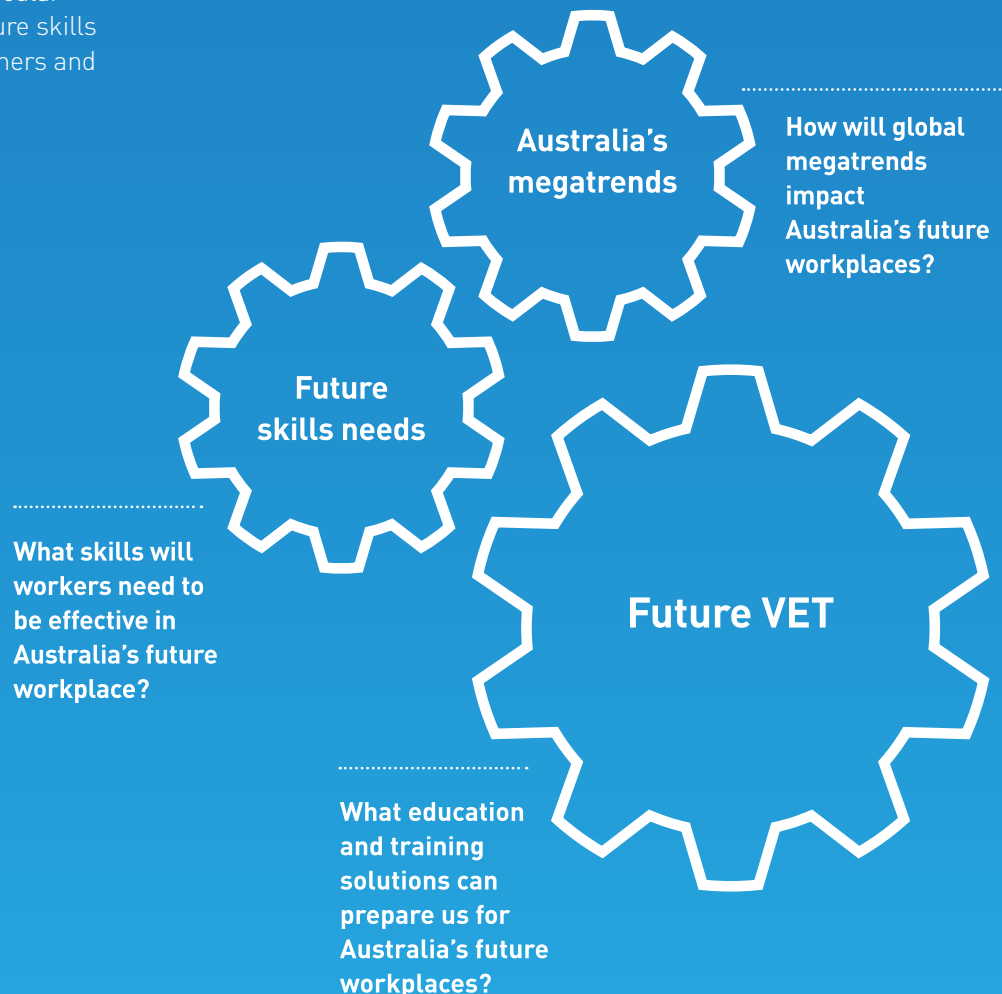 ure skills
ners and
Australia's
megatrends
How will global
megatrends
impact
Australia's future
workplaces?
Future
skills needs
What skills will
workers need to
be effective in
Australia's future
workplace?
Future VET
What education
and training
solutions can
prepare us for
Australia's future
workplaces?